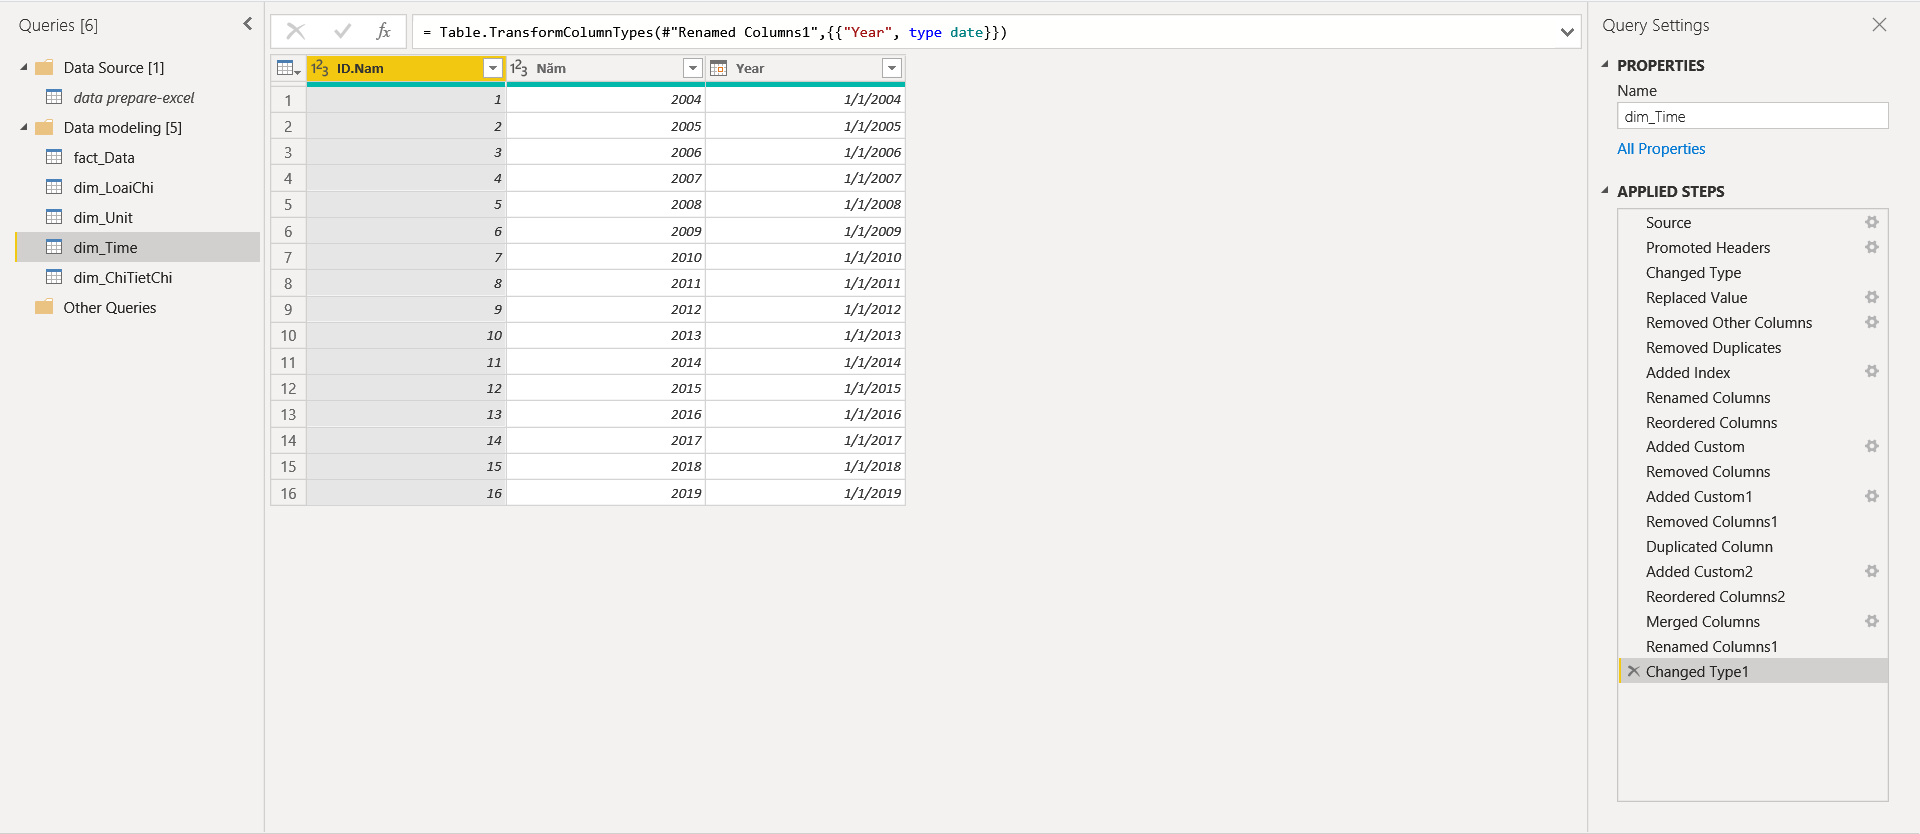 Queries [6]
Data Source [1]
data prepare-excel
Data modeling [5]
fact_Data
dim_LoaiChi
dim_Unit
dim_Time
dim_ChiTietChi
Other Queries
fx = Table.TransformColumnTypes(#"Renamed Columns1",{{"Year", type date}})
123 ID.Nam 123 Năm Year
1 1 2004 1/1/2004
2 2 2005 1/1/2005
3 3 2006 1/1/2006
4 4 2007 1/1/2007
5 5 2008 1/1/2008
6 6 2009 1/1/2009
7 7 2010 1/1/2010
8 8 2011 1/1/2011
9 9 2012 1/1/2012
10 10 2013 1/1/2013
11 11 2014 1/1/2014
12 12 2015 1/1/2015
13 13 2016 1/1/2016
14 14 2017 1/1/2017
15 15 2018 1/1/2018
16 16 2019 1/1/2019
Query Settings
PROPERTIES
Name
dim_Time
All Properties
APPLIED STEPS
Source
Promoted Headers
Changed Type
Replaced Value
Removed Other Columns
Removed Duplicates
Added Index
Renamed Columns
Reordered Columns
Added Custom
Removed Columns
Added Custom1
Removed Columns1
Duplicated Column
Added Custom2
Reordered Columns2
Merged Columns
Renamed Columns1
Changed Type1